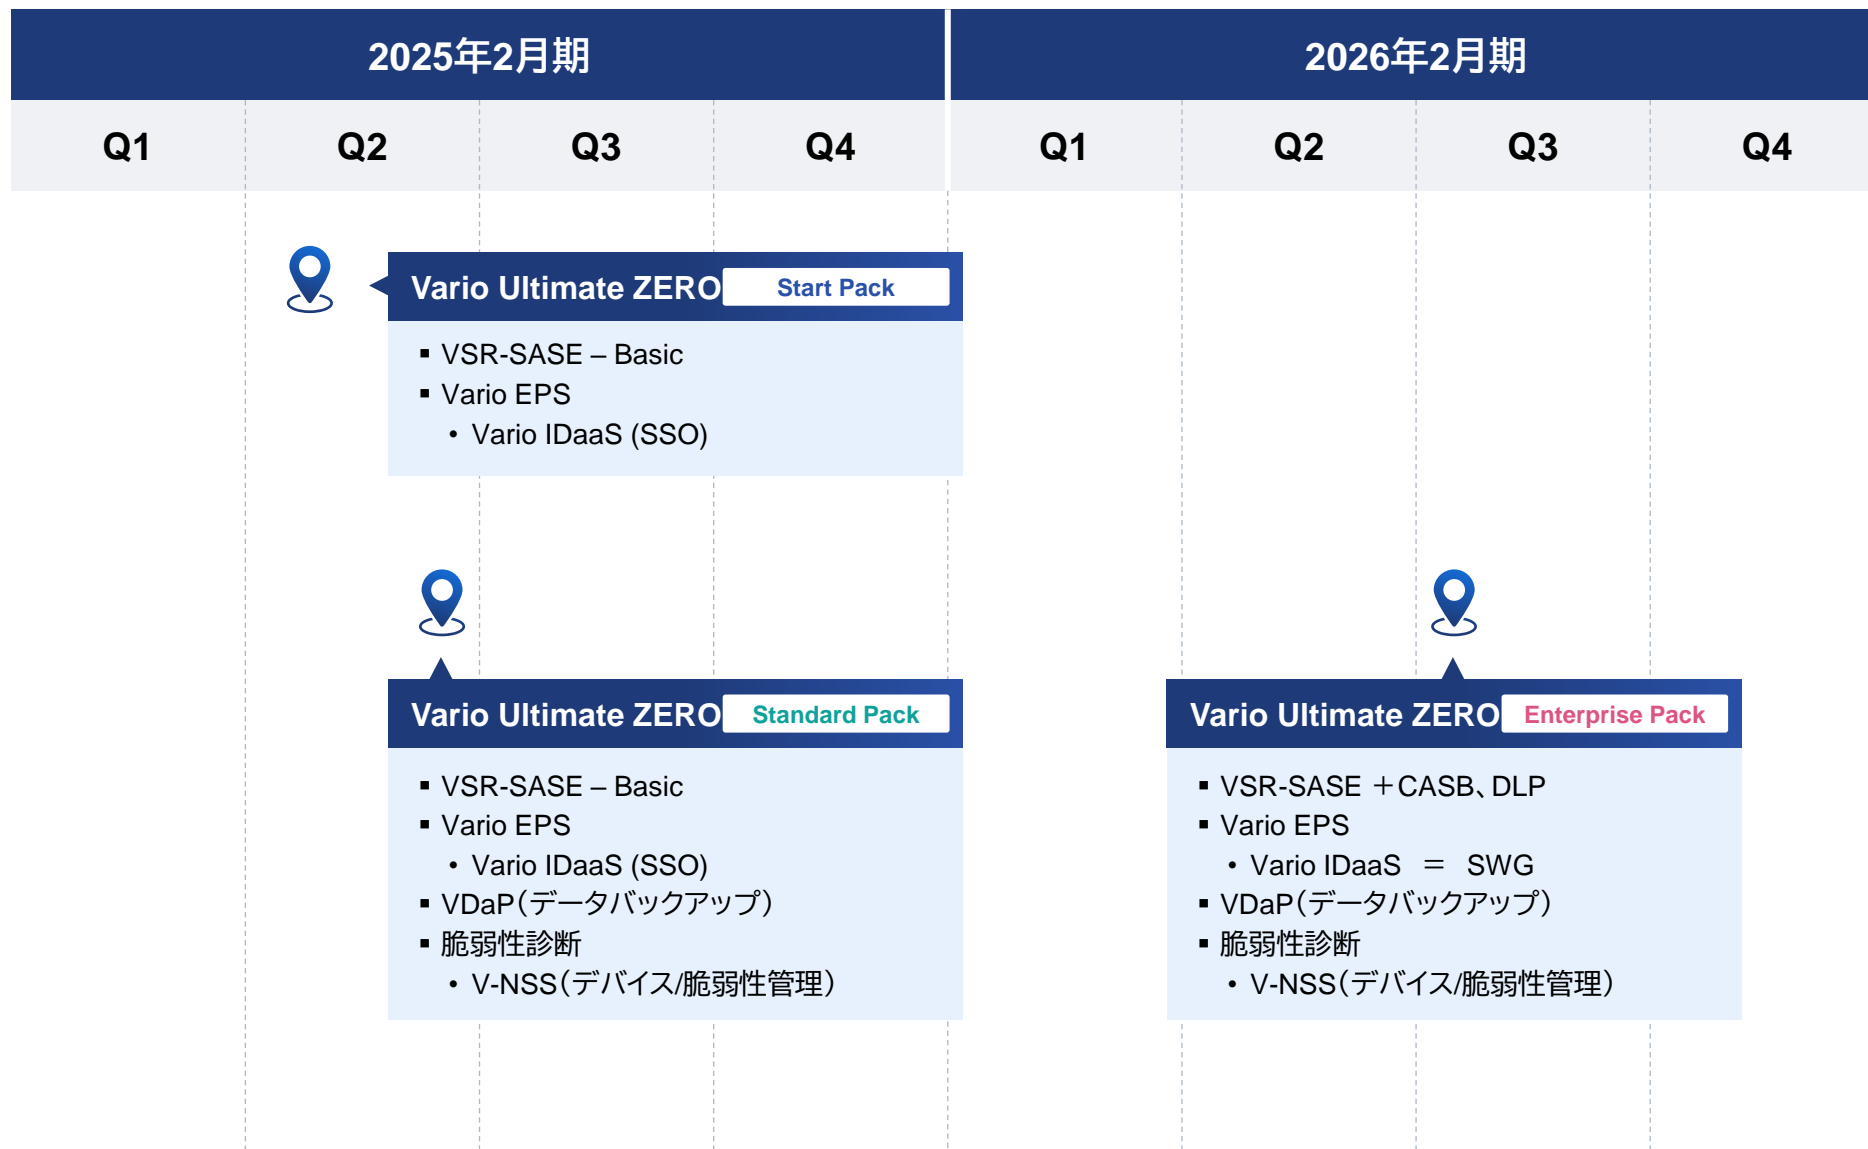 2025年2月期
2026年2月期
Q1
Q2
Q3
Q4
Q1
Q2
Q3
Q4
Vario Ultimate ZERO
Start Pack
▪ VSR-SASE – Basic
▪ Vario EPS
• Vario IDaaS (SSO)
Vario Ultimate ZERO
Standard Pack
▪ VSR-SASE – Basic
▪ Vario EPS
• Vario IDaaS (SSO)
▪ VDaP（データバックアップ）
▪ 脆弱性診断
• V-NSS（デバイス/脆弱性管理）
Vario Ultimate ZERO
Enterprise Pack
▪ VSR-SASE ＋CASB、DLP
▪ Vario EPS
• Vario IDaaS ＝ SWG
▪ VDaP（データバックアップ）
▪ 脆弱性診断
• V-NSS（デバイス/脆弱性管理）